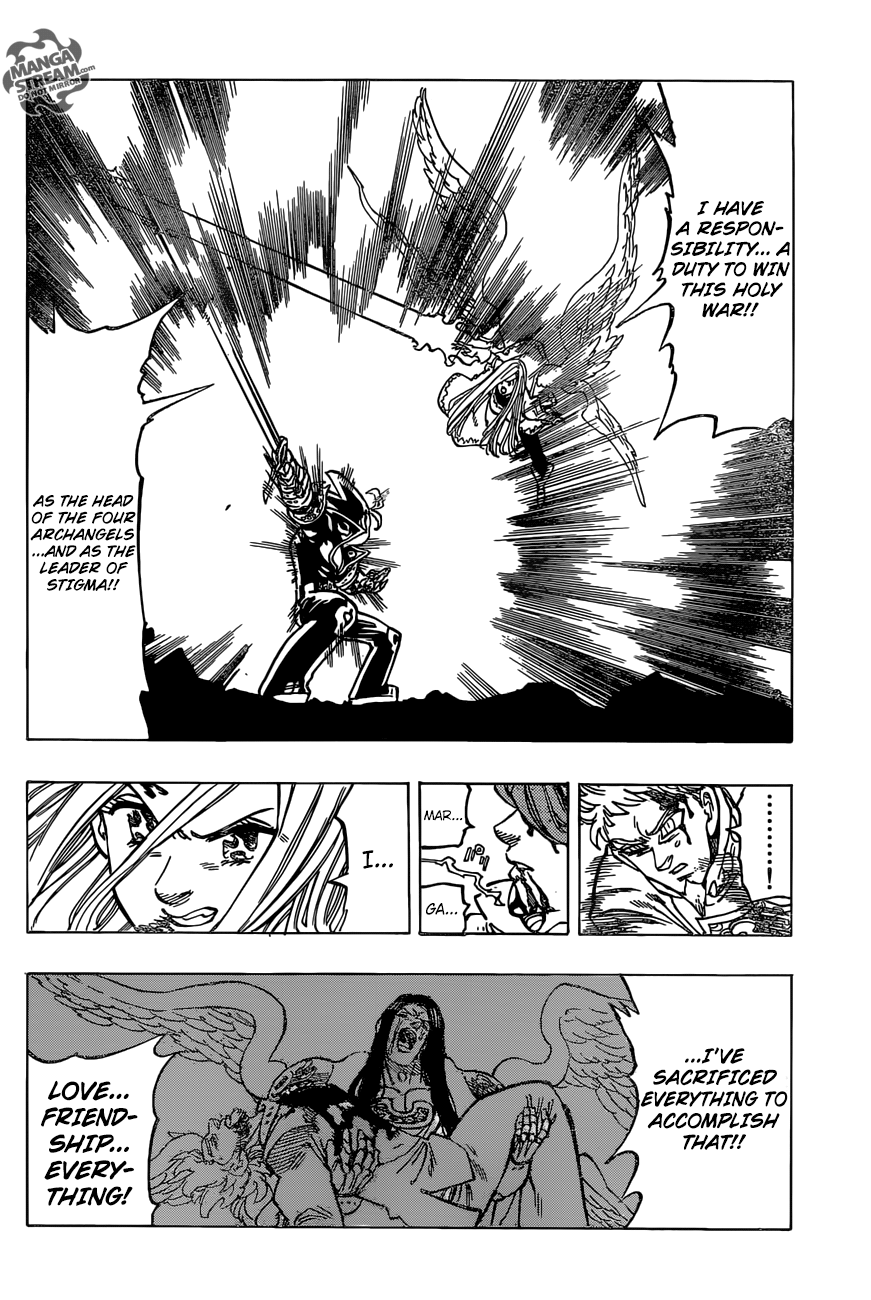 MANGA
STREAM.com
DO NOT MIRROR
I HAVE
A RESPON-
SIBILITY... A
DUTY TO WIN
THIS HOLY
WAR!!
AS THE HEAD
OF THE FOUR
ARCHANGELS
...AND AS THE
LEADER OF
STIGMA!!
.........!
MAR...
GA...
パリ
I...
...I'VE
SACRIFICED
EVERYTHING TO
ACCOMPLISH
THAT!!
LOVE...
FRIEND-
SHIP...
EVERY-
THING!